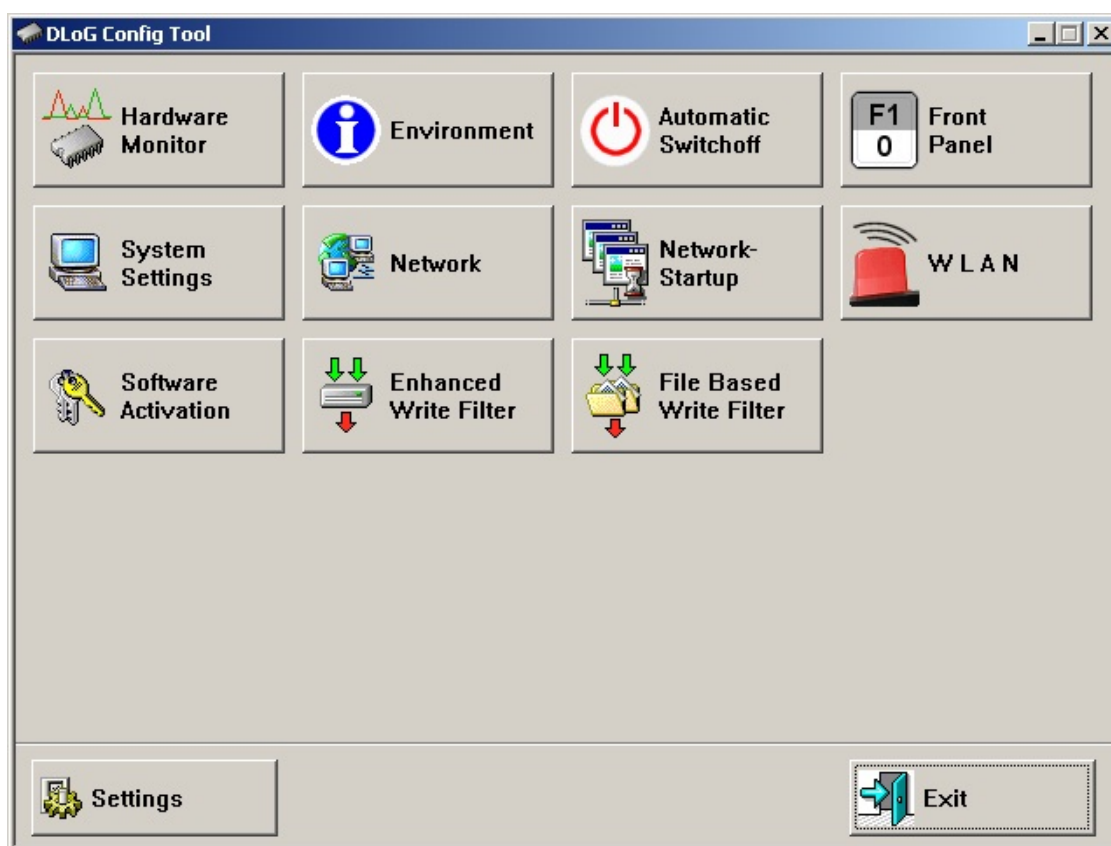 DLoG Config Tool
Hardware
Monitor
Environment
Automatic
Switchoff
F1
0
Front
Panel
System
Settings
Network
Network-
Startup
W L A N
Software
Activation
Enhanced
Write Filter
File Based
Write Filter
Settings
Exit